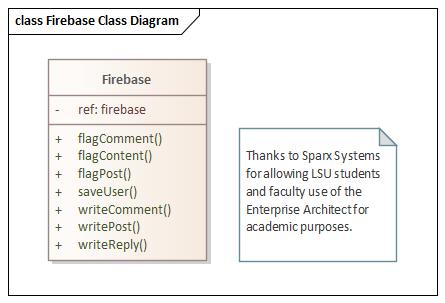 class Firebase Class Diagram
Firebase
- ref: firebase
+ flagComment()
+ flagContent()
+ flagPost()
+ saveUser()
+ writeComment()
+ writePost()
+ writeReply()
Thanks to Sparx Systems
for allowing LSU students
and faculty use of the
Enterprise Architect for
academic purposes.